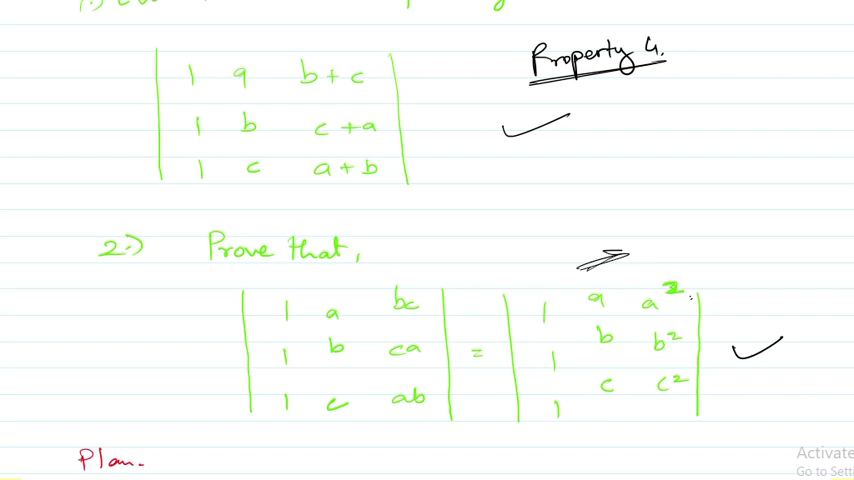 Property 4.
1 a b+c
1 b c+a
1 c a+b
2.) Prove that,
1 a bc = 1 a a²
1 b ca 1 b b²
1 c ab 1 c c²
Plan.
Activate
Go to Setti